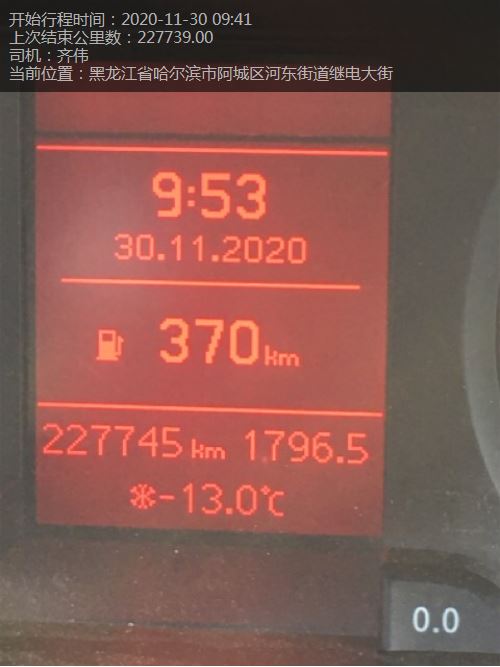 开始行程时间：2020-11-30 09:41
上次结束公里数：227739.00
司机：齐伟
当前位置：黑龙江省哈尔滨市阿城区河东街道继电大街
9:53
30.11.2020
370km
227745km 1796.5
-13.0℃
0.0